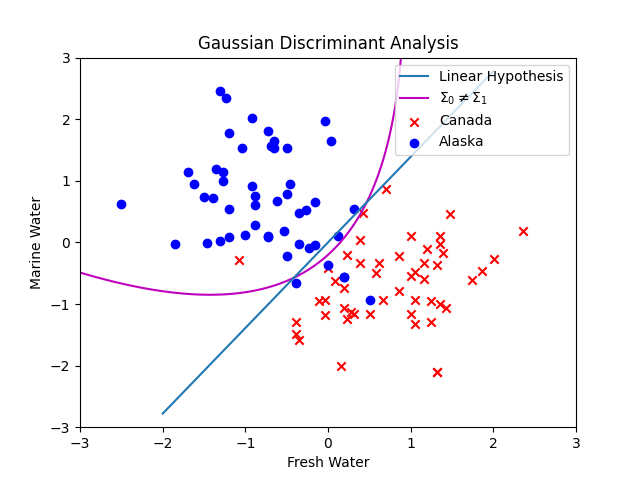 Gaussian Discriminant Analysis
Marine Water
3
2
1
0
−1
−2
−3
−3 −2 −1 0 1 2 3
Fresh Water
Linear Hypothesis
Σ₀ ≠ Σ₁
Canada
Alaska